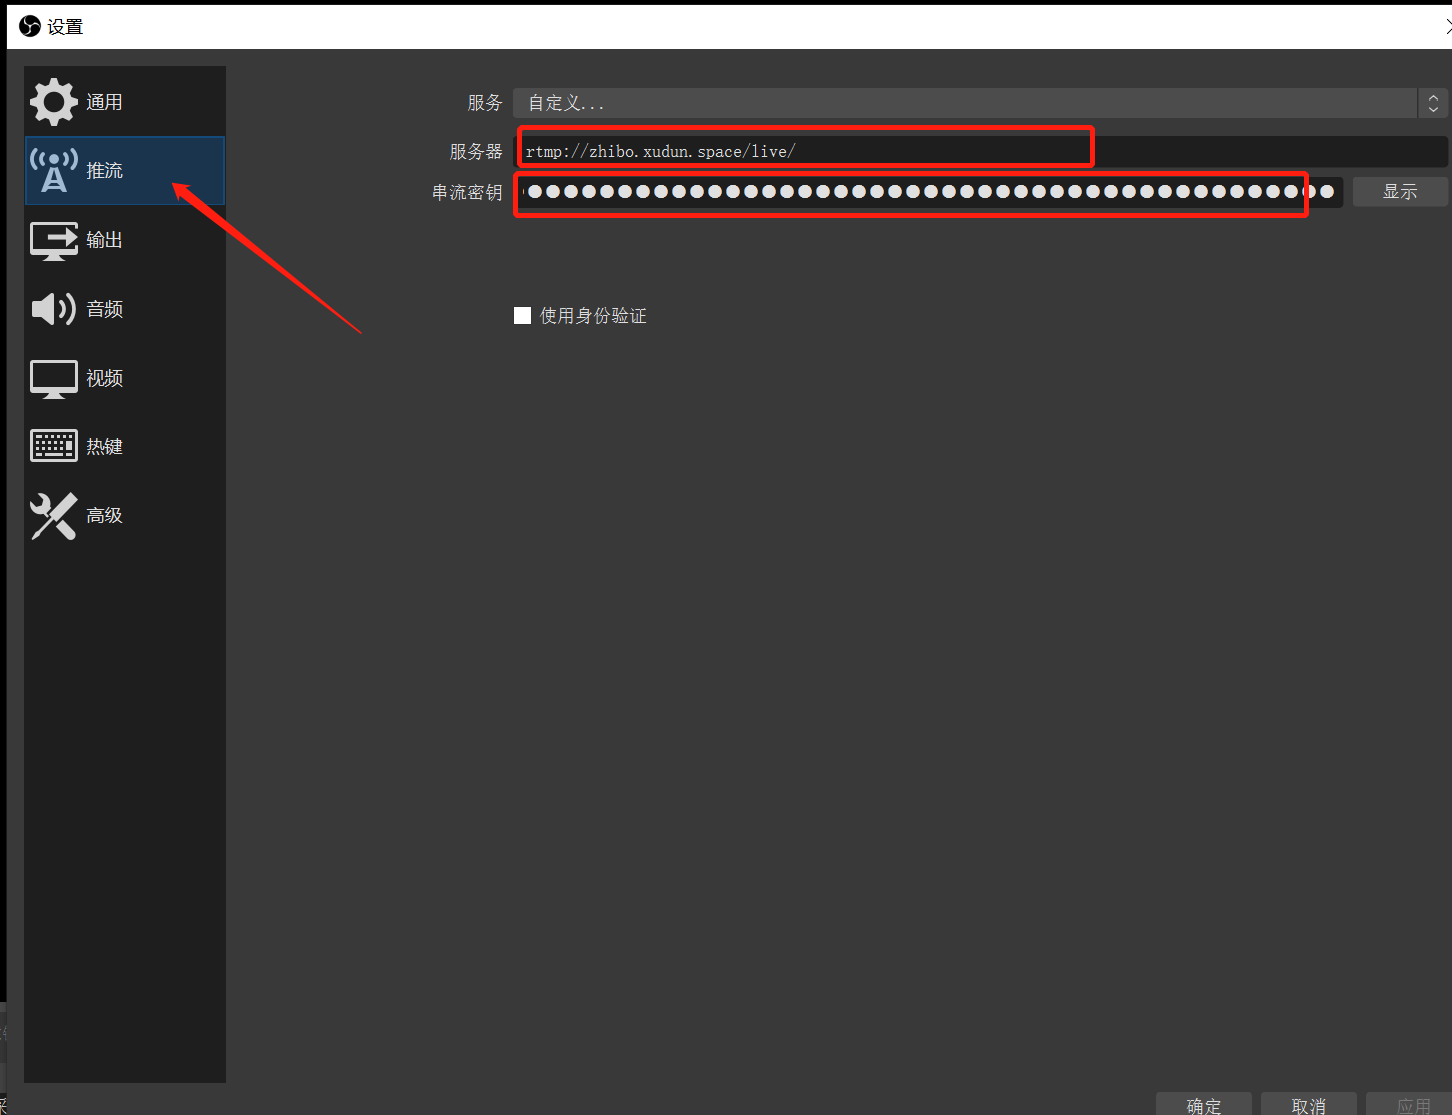 设置
通用
推流
输出
音频
视频
热键
高级
服务 自定义...
服务器 rtmp://zhibo.xudun.space/live/
串流密钥 显示
使用身份验证
确定 取消 应用